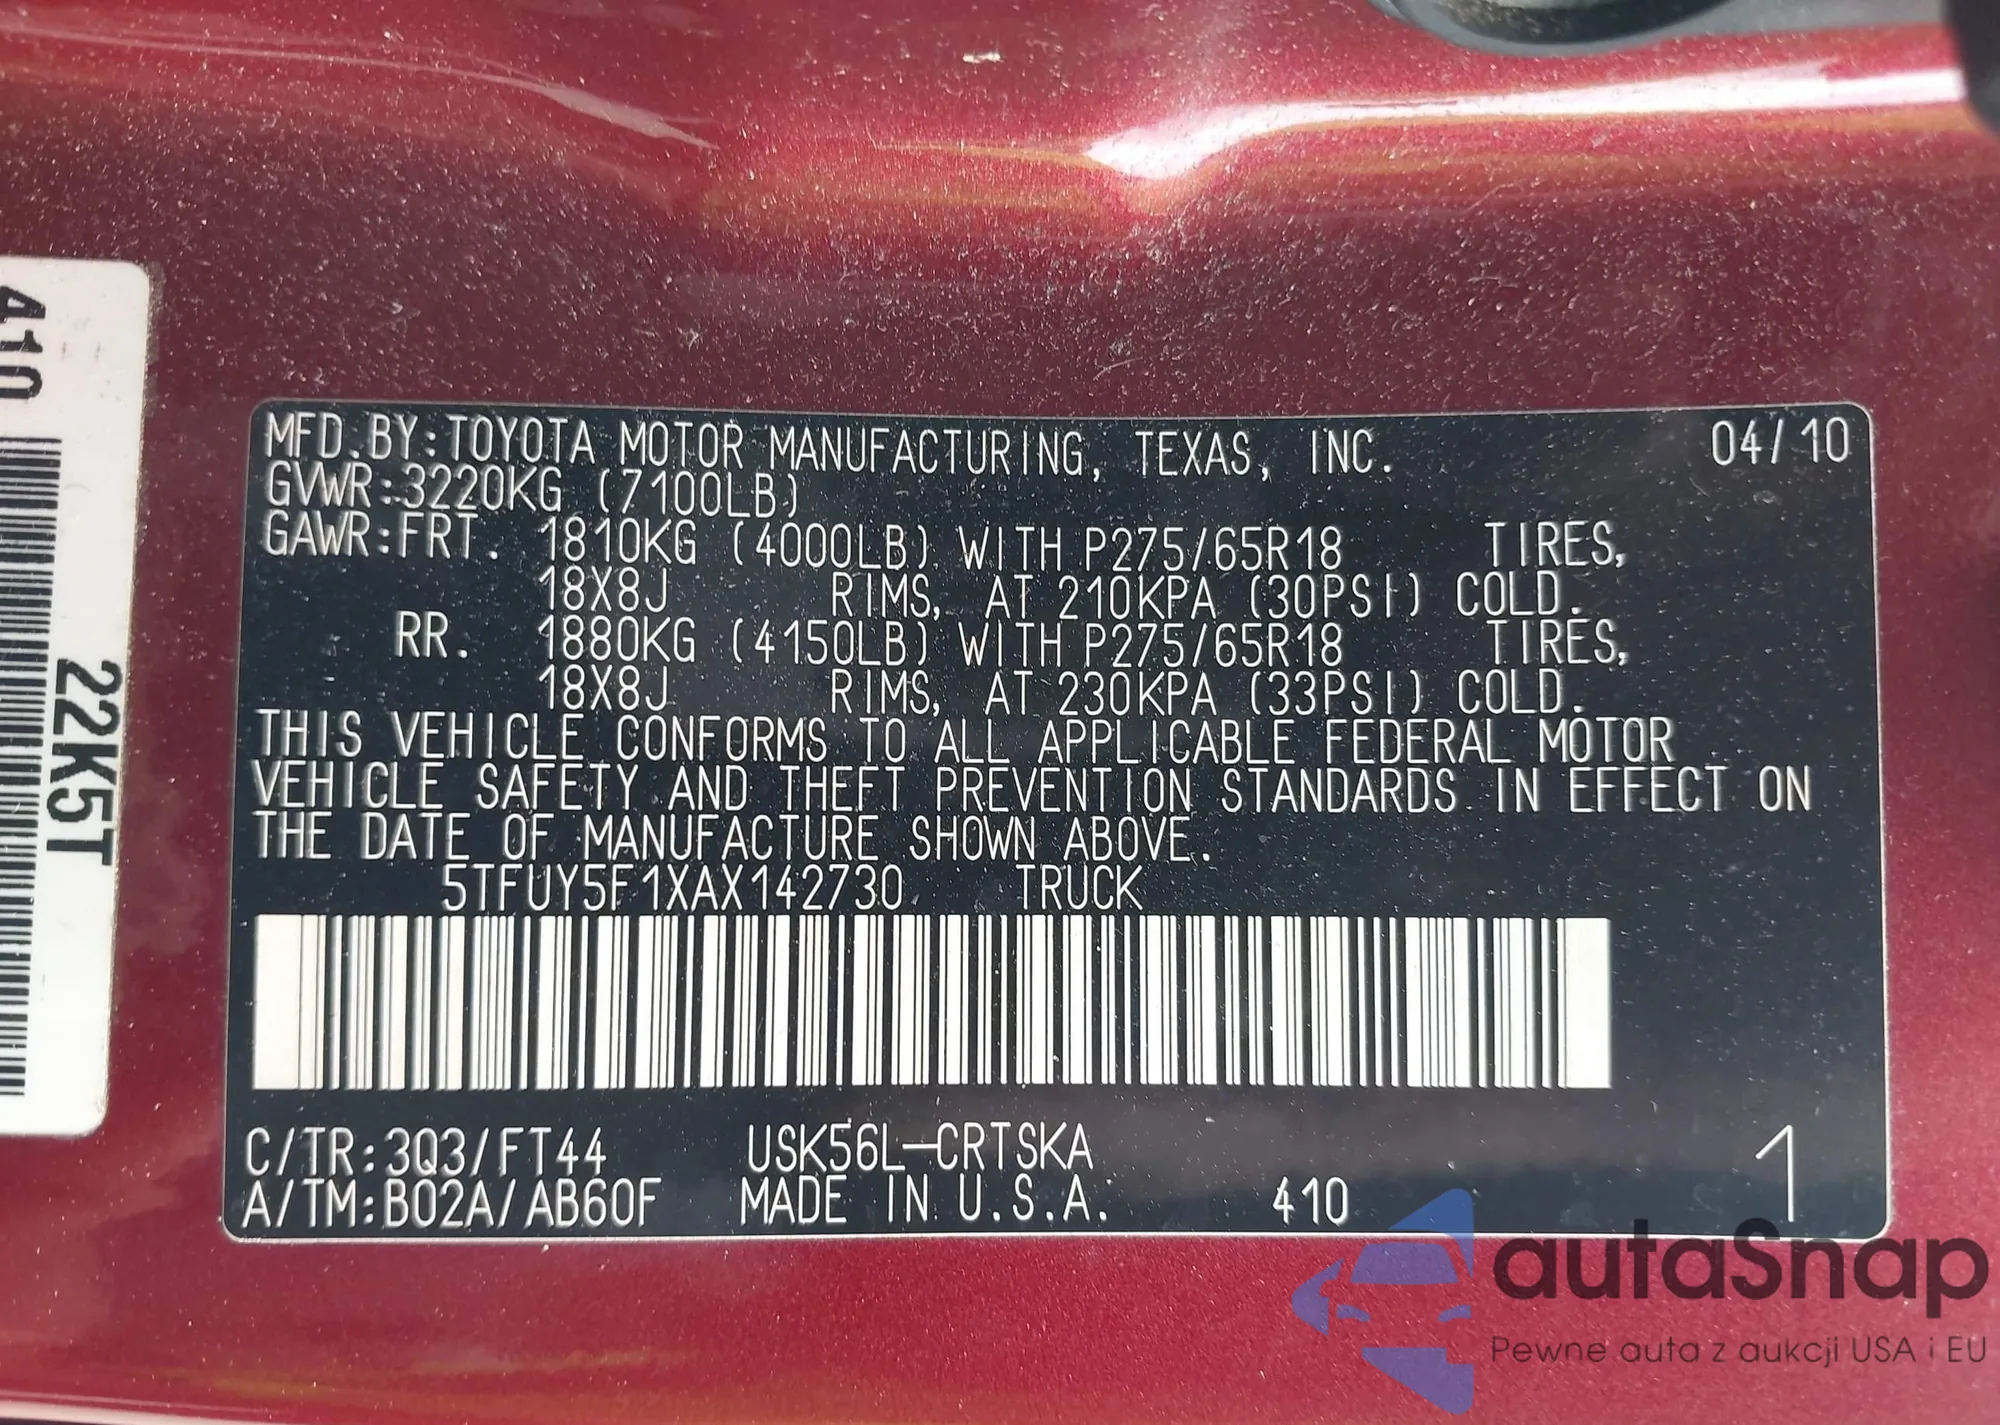 410
22K5T
MFD.BY:TOYOTA MOTOR MANUFACTURING, TEXAS, INC. 04/10
GVWR:3220KG (7100LB)
GAWR:FRT. 1810KG (4000LB) WITH P275/65R18 TIRES,
18X8J RIMS, AT 210KPA (30PSI) COLD.
RR. 1880KG (4150LB) WITH P275/65R18 TIRES,
18X8J RIMS, AT 230KPA (33PSI) COLD.
THIS VEHICLE CONFORMS TO ALL APPLICABLE FEDERAL MOTOR
VEHICLE SAFETY AND THEFT PREVENTION STANDARDS IN EFFECT ON
THE DATE OF MANUFACTURE SHOWN ABOVE.
5TFUY5F1XAX142730 TRUCK
C/TR:3Q3/FT44 USK56L-CRTSKA 1
A/TM:B02A/AB60F MADE IN U.S.A. 410
autoSnap
Pewne auta z aukcji USA i EU